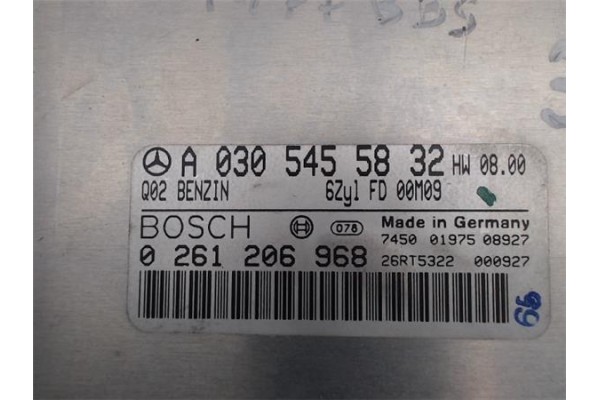 A 030 545 58 32 HW 08.00
Q02 BENZIN 6Zyl FD 00M09
BOSCH 078 Made in Germany
7450 01975 08927
0 261 206 968 26RT5322 000927